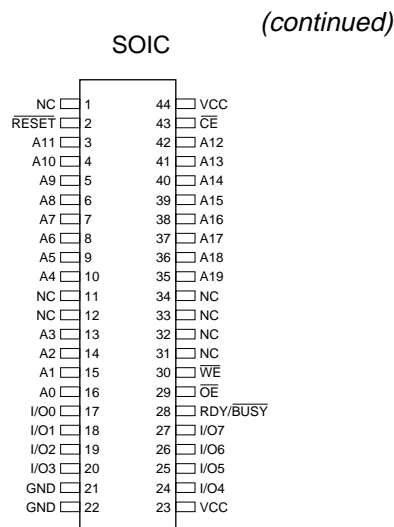 (continued)
SOIC
NC 1 44 VCC
RESET 2 43 CE
A11 3 42 A12
A10 4 41 A13
A9 5 40 A14
A8 6 39 A15
A7 7 38 A16
A6 8 37 A17
A5 9 36 A18
A4 10 35 A19
NC 11 34 NC
NC 12 33 NC
A3 13 32 NC
A2 14 31 NC
A1 15 30 WE
A0 16 29 OE
I/O0 17 28 RDY/BUSY
I/O1 18 27 I/O7
I/O2 19 26 I/O6
I/O3 20 25 I/O5
GND 21 24 I/O4
GND 22 23 VCC